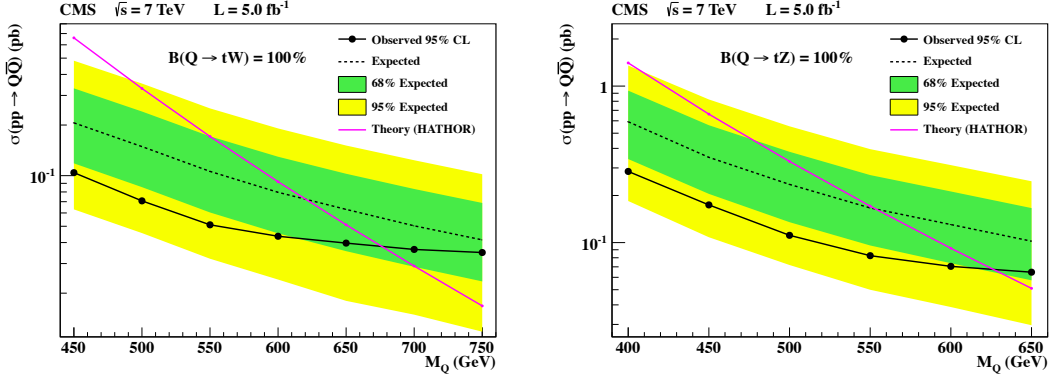 CMS √s = 7 TeV L = 5.0 fb⁻¹
σ(pp → QQ̅) (pb)
B(Q → tW) = 100%
Observed 95% CL
Expected
68% Expected
95% Expected
Theory (HATHOR)
10⁻¹
450 500 550 600 650 700 750
M_Q (GeV)
CMS √s = 7 TeV L = 5.0 fb⁻¹
σ(pp → QQ̅) (pb)
B(Q → tZ) = 100%
Observed 95% CL
Expected
68% Expected
95% Expected
Theory (HATHOR)
1
10⁻¹
400 450 500 550 600 650
M_Q (GeV)